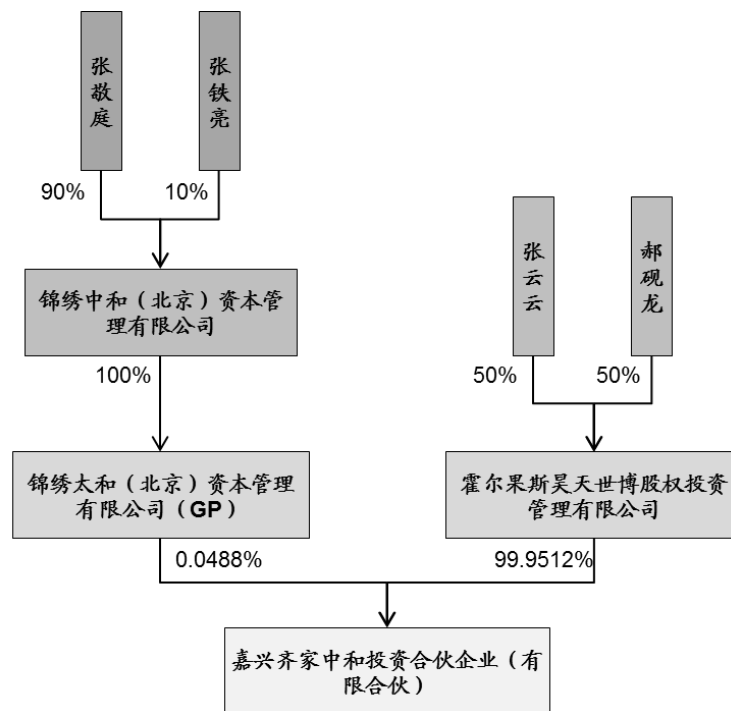 张敬庭
张铁亮
90%
10%
张云云
郝砚龙
锦绣中和（北京）资本管
理有限公司
100%
50%
50%
锦绣太和（北京）资本管理
有限公司（GP）
霍尔果斯昊天世博股权投资
管理有限公司
0.0488%
99.9512%
嘉兴齐家中和投资合伙企业（有
限合伙）